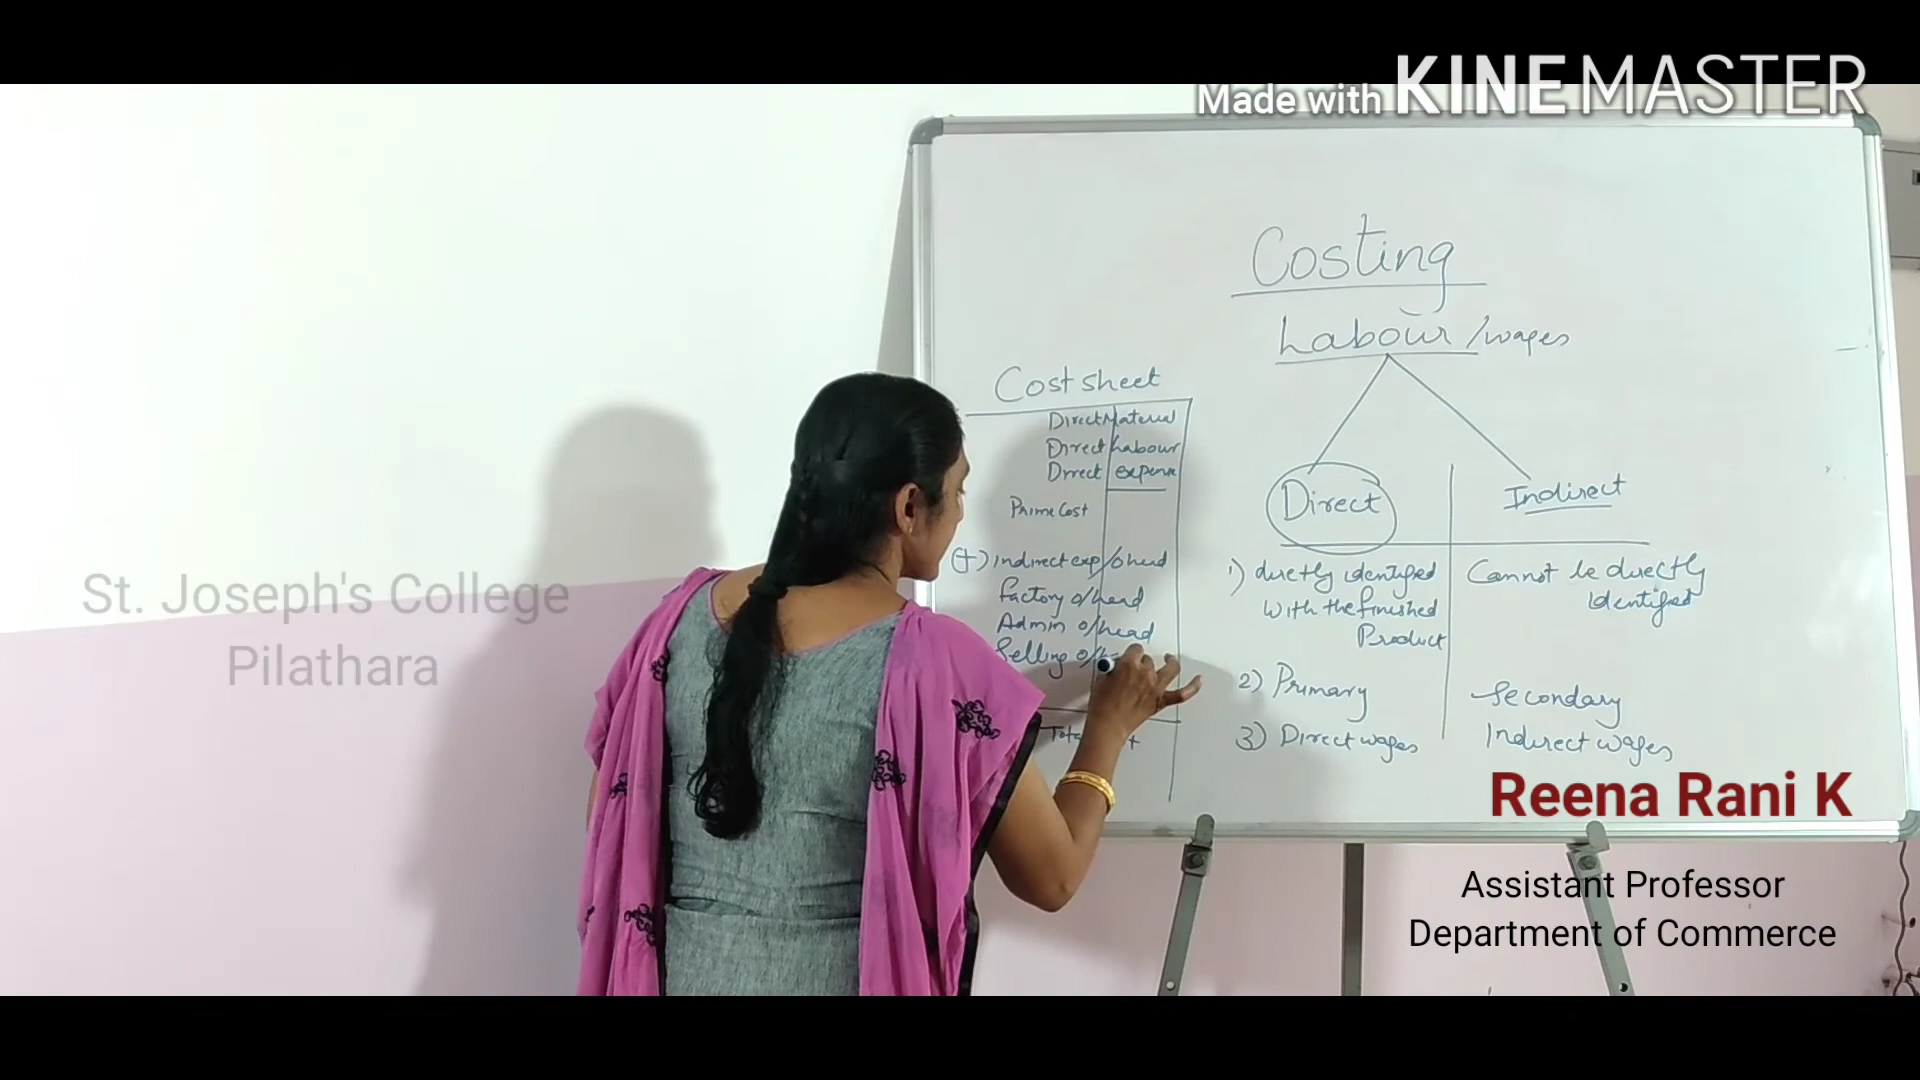 Made with KINEMASTER
Costing
Labour / wages
Cost sheet
Direct Material
Direct Labour
Direct expense
Prime Cost
(+) Indirect exp/o head
Factory o/head
Admin o/head
Selling o/
Direct
Indirect
1) directly identified
with the finished
Product
Cannot be directly
identified
2) Primary
Secondary
3) Direct wages
Indirect wages
St. Joseph's College
Pilathara
Reena Rani K
Assistant Professor
Department of Commerce